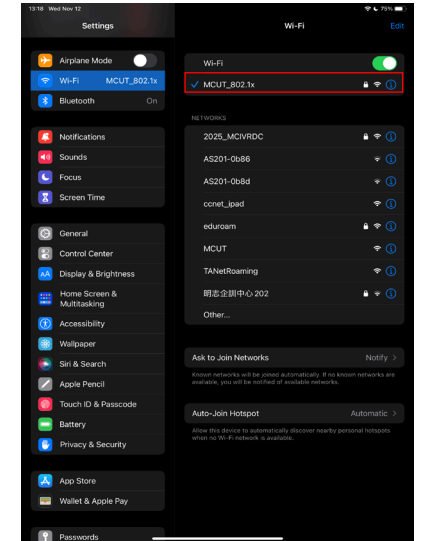 13:18 Wed Nov 12
75%
Settings
Wi-Fi
Edit
Airplane Mode
Wi-Fi MCUT_802.1x
Bluetooth On
Notifications
Sounds
Focus
Screen Time
General
Control Center
AA Display & Brightness
Home Screen &
Multitasking
Accessibility
Wallpaper
Siri & Search
Apple Pencil
Touch ID & Passcode
Battery
Privacy & Security
App Store
Wallet & Apple Pay
Passwords
Wi-Fi
MCUT_802.1x
NETWORKS
2025_MCIVRDC
AS201-0b86
AS201-0b8d
ccnet_ipad
eduroam
MCUT
TANetRoaming
明志企訓中心 202
Other...
Ask to Join Networks Notify
Known networks will be joined automatically. If no known networks are
available, you will be notified of available networks.
Auto-Join Hotspot Automatic
Allow this device to automatically discover nearby personal hotspots
when no Wi-Fi network is available.